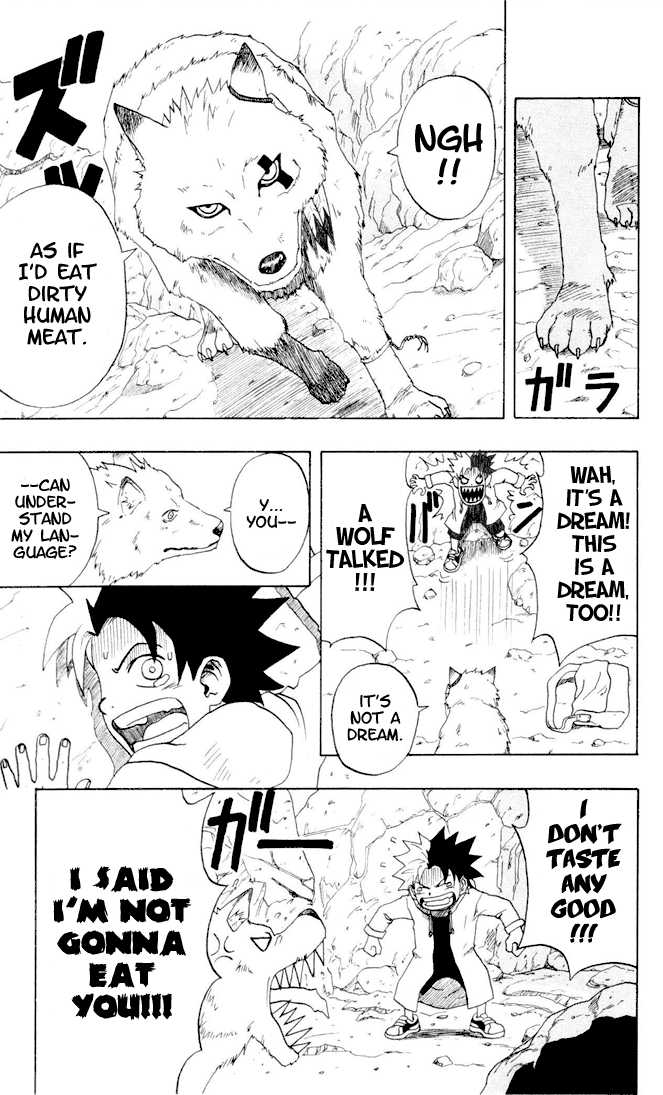 ガラ
NGH
!!
ズズ
AS IF
I'D EAT
DIRTY
HUMAN
MEAT.
WAH,
IT'S A
DREAM!
THIS
IS A
DREAM,
TOO!!
バン
A
WOLF
TALKED
!!!
IT'S
NOT A
DREAM.
Y...
YOU--
--CAN
UNDER-
STAND
MY LAN-
GUAGE?
I
DON'T
TASTE
ANY
GOOD
!!!
ガー
I SAID
I'M NOT
GONNA
EAT
YOU!!!